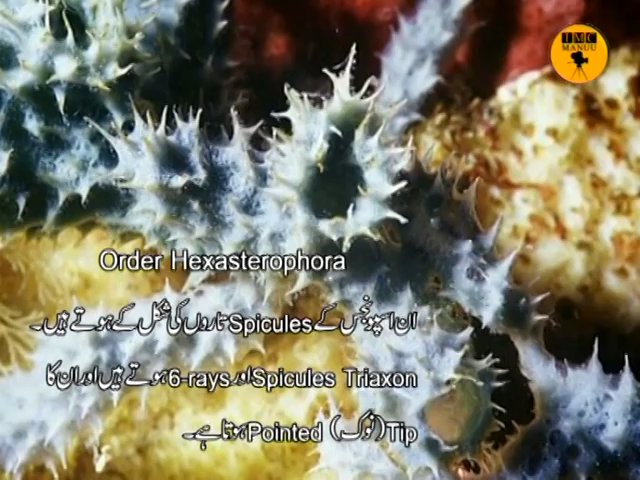 IMC
MANUU
Order Hexasterophora
ان اسپونجس کے Spicules تاروں کی شکل کے ہوتے ہیں۔
Spicules Triaxon اور 6-rays ہوتے ہیں اور ان کا
Tip (نوک) Pointed ہوتا ہے۔